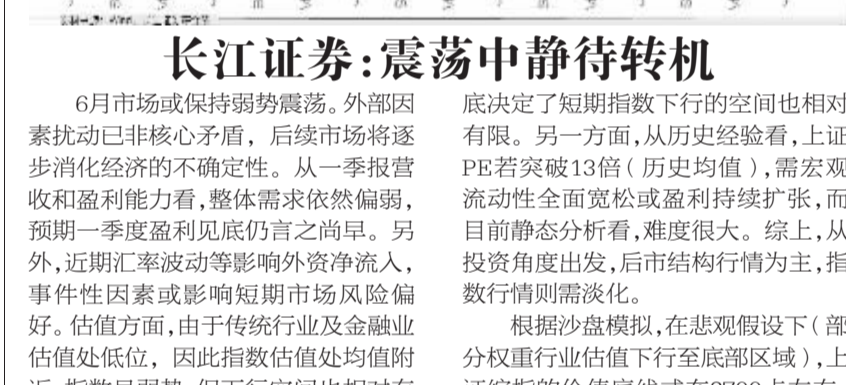 长江证券:震荡中静待转机
6月市场或保持弱势震荡。外部因
素扰动已非核心矛盾，后续市场将逐
步消化经济的不确定性。从一季报营
收和盈利能力看,整体需求依然偏弱,
预期一季度盈利见底仍言之尚早。另
外,近期汇率波动等影响外资净流入,
事件性因素或影响短期市场风险偏
好。估值方面,由于传统行业及金融业
估值处低位，因此指数估值处均值附
底决定了短期指数下行的空间也相对
有限。另一方面,从历史经验看,上证
PE若突破13倍(历史均值),需宏观
流动性全面宽松或盈利持续扩张,而
目前静态分析看,难度很大。综上,从
投资角度出发,后市结构行情为主,指
数行情则需淡化。
根据沙盘模拟,在悲观假设下(部
分权重行业估值下行至底部区域),上